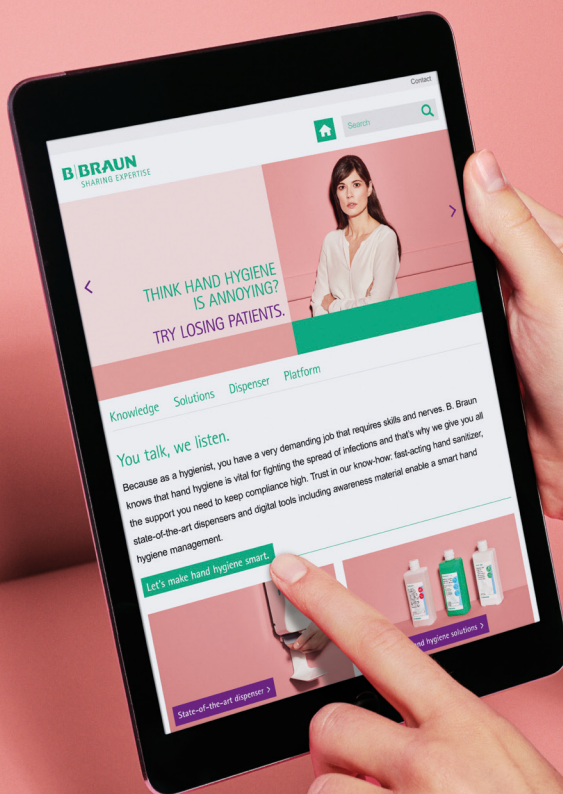 Contact
Search
B|BRAUN
SHARING EXPERTISE
THINK HAND HYGIENE
IS ANNOYING?
TRY LOSING PATIENTS.
Knowledge Solutions Dispenser Platform
You talk, we listen.
Because as a hygienist, you have a very demanding job that requires skills and nerves. B. Braun
knows that hand hygiene is vital for fighting the spread of infections and that's why we give you all
the support you need to keep compliance high. Trust in our know-how: fast-acting hand sanitizer,
state-of-the-art dispensers and digital tools including awareness material enable a smart hand
hygiene management.
Let's make hand hygiene smart.
State-of-the-art dispenser >
hygiene solutions >